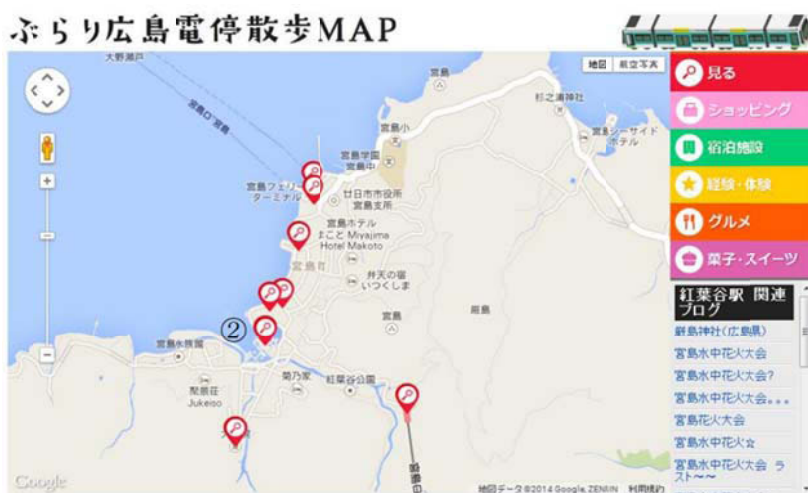 ぶらり広島電停散歩MAP
大野瀬戸
宮島
地図
航空写真
宮島口-宮島
杉之浦神社
宮島シーサイド
ホテル
宮島小
宮島学園
宮島中
宮島フェリー
ターミナル
廿日市市役所
宮島支所
宮島ホテル
まこと Miyajima
Hotel Makoto
宮島町
弁天の宿
いつくしま
宮島
厳島
②
宮島水族館
聚景荘
Jukeiso
菊乃家
紅葉谷公園
Google
地図データ©2014 Google, ZENRIN
利用規約
見る
ショッピング
宿泊施設
経験・体験
グルメ
菓子・スイーツ
紅葉谷駅 関連
ブログ
厳島神社(広島県)
宮島水中花火大会
宮島水中花火大会?
宮島水中花火大会。。。
宮島花火大会
宮島水中花火☆
宮島水中花火大会 ラ
スト~~